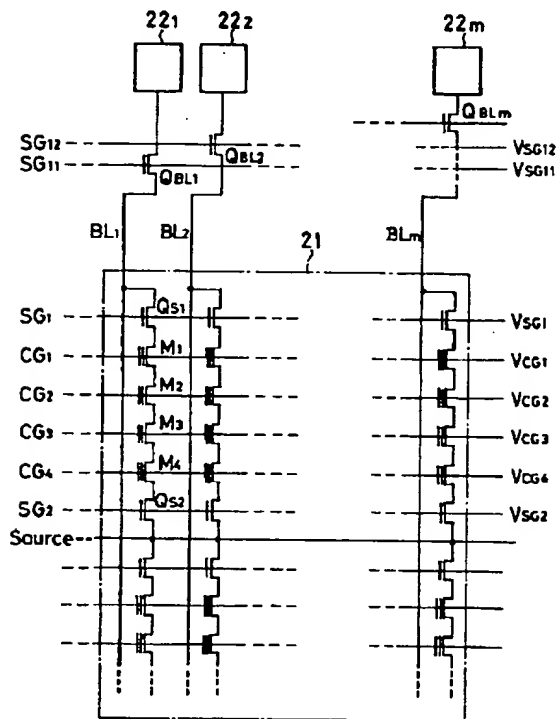 22₁ 22₂ 22m
QBLm
SG12 VSG12
QBL2
SG11 VSG11
QBL1
BL₁ BL₂ 21 BLm
QS1
SG1 VSG1
CG1 M1 VCG1
CG2 M2 VCG2
CG3 M3 VCG3
CG4 M4 VCG4
QS2
SG2 VSG2
Source